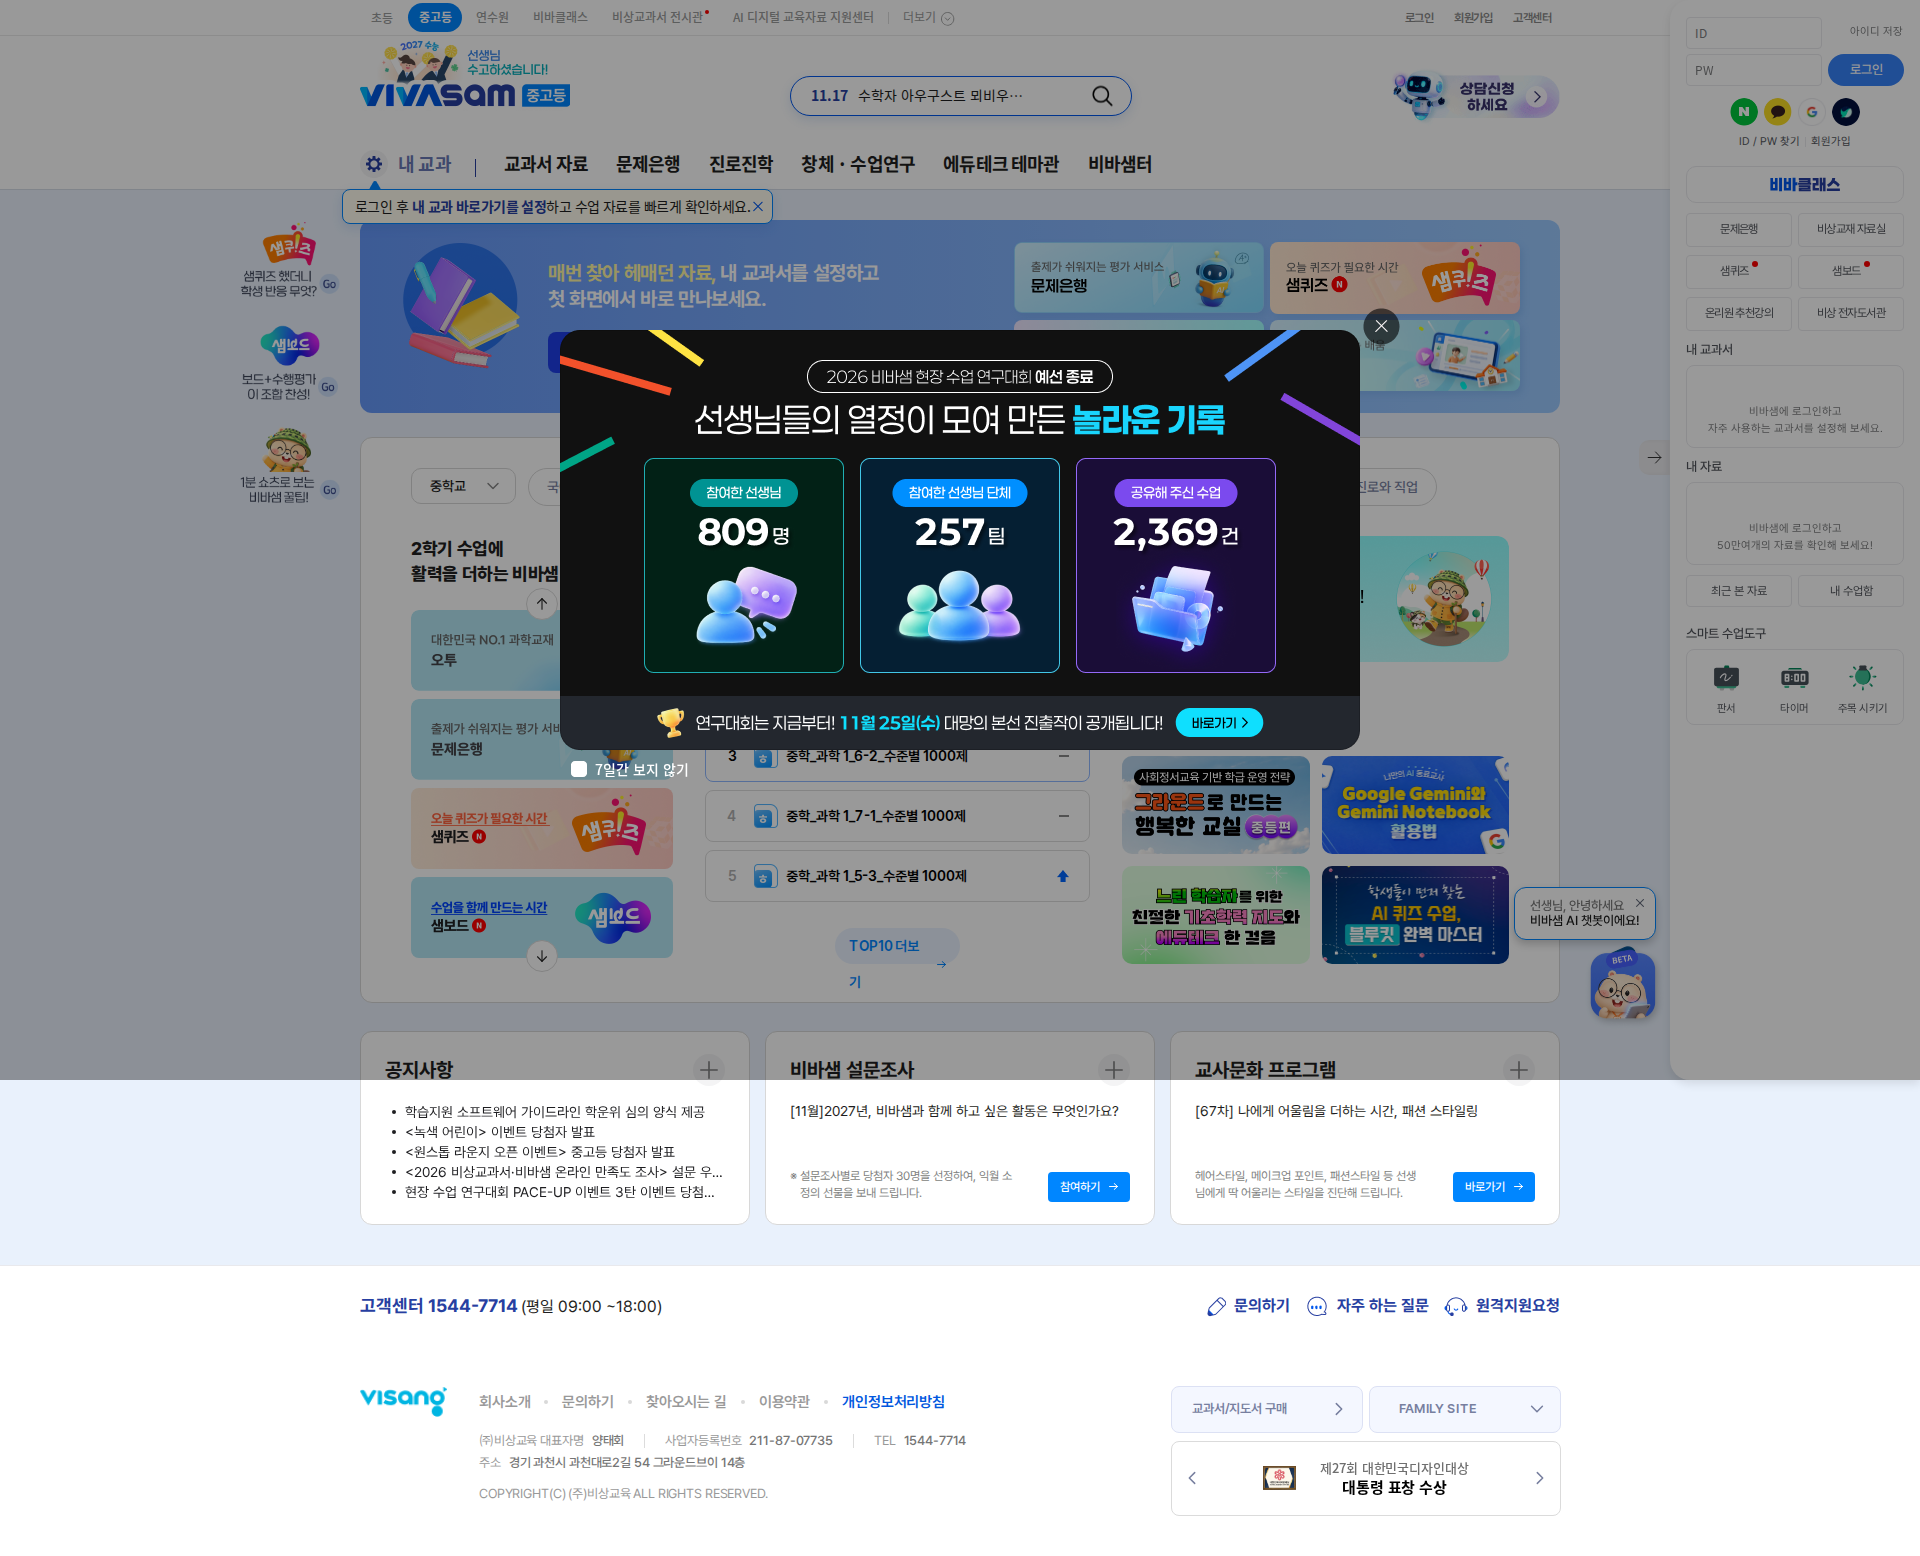 초등
중고등
연수원
비바클래스
비상교과서 전시관
AI 디지털 교육자료 지원센터
더보기
로그인
회원가입
고객센터
2027 수능
선생님
수고하셨습니다!
VIVASAM 중고등
11.17 수학자 아우구스트 뫼비우…
상담신청
하세요
내 교과
교과서 자료
문제은행
진로진학
창체 · 수업연구
에듀테크 테마관
비바샘터
로그인 후 내 교과 바로가기를 설정하고 수업 자료를 빠르게 확인하세요.
ID
아이디 저장
PW
로그인
ID / PW 찾기
회원가입
비바클래스
문제은행
비상교재 자료실
샘퀴즈
샘보드
온리원 추천강의
비상 전자도서관
내 교과서
비바샘에 로그인하고
자주 사용하는 교과서를 설정해 보세요.
내 자료
비바샘에 로그인하고
50만여개의 자료를 확인해 보세요!
최근 본 자료
내 수업함
스마트 수업도구
8:00
판서
타이머
주목 시키기
샘퀴즈
샘퀴즈 했더니
학생 반응 무엇?
Go
샘보드
보드+수행평가
이 조합 찬성!
Go
1분 쇼츠로 보는
비바샘 꿀팁!
Go
매번 찾아 헤매던 자료, 내 교과서를 설정하고
첫 화면에서 바로 만나보세요.
출제가 쉬워지는 평가 서비스
문제은행
A+
오늘 퀴즈가 필요한 시간
샘퀴즈 N
샘퀴즈
배움
2026 비바샘 현장 수업 연구대회 예선 종료
선생님들의 열정이 모여 만든 놀라운 기록
참여한 선생님
809 명
참여한 선생님 단체
257 팀
공유해 주신 수업
2,369 건
연구대회는 지금부터! 11월 25일(수) 대망의 본선 진출작이 공개됩니다!
바로가기
7일간 보지 않기
중학교
국
진로와 직업
2학기 수업에
활력을 더하는 비바샘
대한민국 NO.1 과학교재
오투
출제가 쉬워지는 평가 서비
문제은행
오늘 퀴즈가 필요한 시간
샘퀴즈 N
샘퀴즈
수업을 함께 만드는 시간
샘보드 N
샘보드
!
3 중학_과학 1_6-2_수준별 1000제
4 중학_과학 1_7-1_수준별 1000제
5 중학_과학 1_5-3_수준별 1000제
TOP10 더보
기
사회정서교육 기반 학급 운영 전략
그라운드로 만드는
행복한 교실 중등편
나만의 AI 동료교사
Google Gemini와
Gemini Notebook
활용법
느린 학습자를 위한
친절한 기초학력 지도와
에듀테크 한 걸음
학생들이 먼저 찾는
AI 퀴즈 수업,
블루킷 완벽 마스터
선생님, 안녕하세요
비바샘 AI 챗봇이에요!
BETA
공지사항
학습지원 소프트웨어 가이드라인 학운위 심의 양식 제공
<녹색 어린이> 이벤트 당첨자 발표
<원스톱 라운지 오픈 이벤트> 중고등 당첨자 발표
<2026 비상교과서·비바샘 온라인 만족도 조사> 설문 우...
현장 수업 연구대회 PACE-UP 이벤트 3탄 이벤트 당첨...
비바샘 설문조사
[11월]2027년, 비바샘과 함께 하고 싶은 활동은 무엇인가요?
※ 설문조사별로 당첨자 30명을 선정하여, 익월 소
정의 선물을 보내 드립니다.
참여하기
교사문화 프로그램
[67차] 나에게 어울림을 더하는 시간, 패션 스타일링
헤어스타일, 메이크업 포인트, 패션스타일 등 선생
님에게 딱 어울리는 스타일을 진단해 드립니다.
바로가기
고객센터 1544-7714 (평일 09:00 ~18:00)
문의하기
자주 하는 질문
원격지원요청
visang
회사소개
문의하기
찾아오시는 길
이용약관
개인정보처리방침
㈜비상교육 대표자명 양태회
사업자등록번호 211-87-07735
TEL 1544-7714
주소 경기 과천시 과천대로2길 54 그라운드브이 14층
COPYRIGHT(C) (주)비상교육 ALL RIGHTS RESERVED.
교과서/지도서 구매
FAMILY SITE
제27회 대한민국디자인대상
대통령 표창 수상